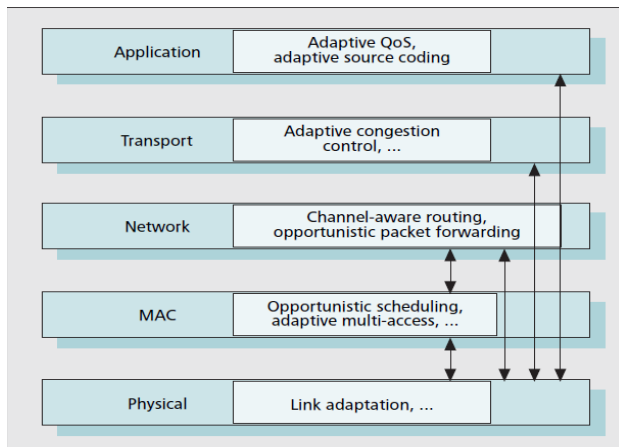 Application
Adaptive QoS,
adaptive source coding
Transport
Adaptive congestion
control, ...
Network
Channel-aware routing,
opportunistic packet forwarding
MAC
Opportunistic scheduling,
adaptive multi-access, ...
Physical
Link adaptation, ...